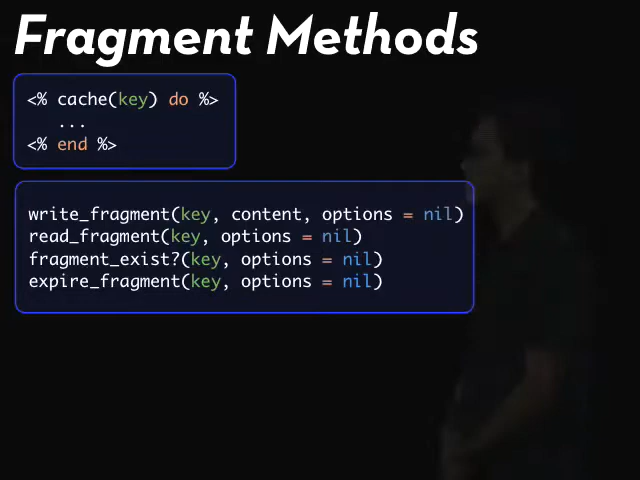 Fragment Methods
<% cache(key) do %>
...
<% end %>
write_fragment(key, content, options = nil)
read_fragment(key, options = nil)
fragment_exist?(key, options = nil)
expire_fragment(key, options = nil)